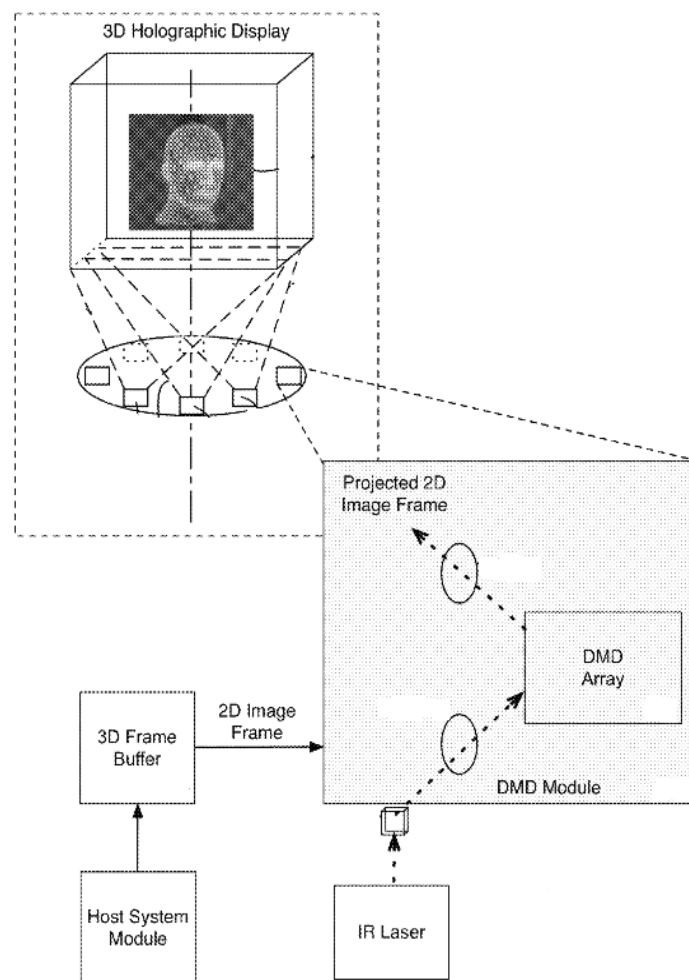 3D Holographic Display
Projected 2D
Image Frame
DMD
Array
2D Image
Frame
3D Frame
Buffer
DMD Module
Host System
Module
IR Laser